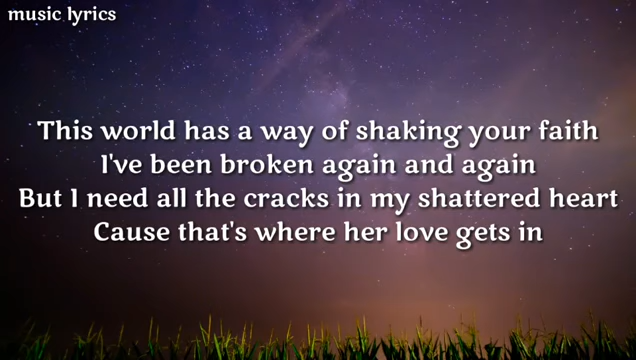 music lyrics
This world has a way of shaking your faith
I've been broken again and again
But I need all the cracks in my shattered heart
Cause that's where her love gets in